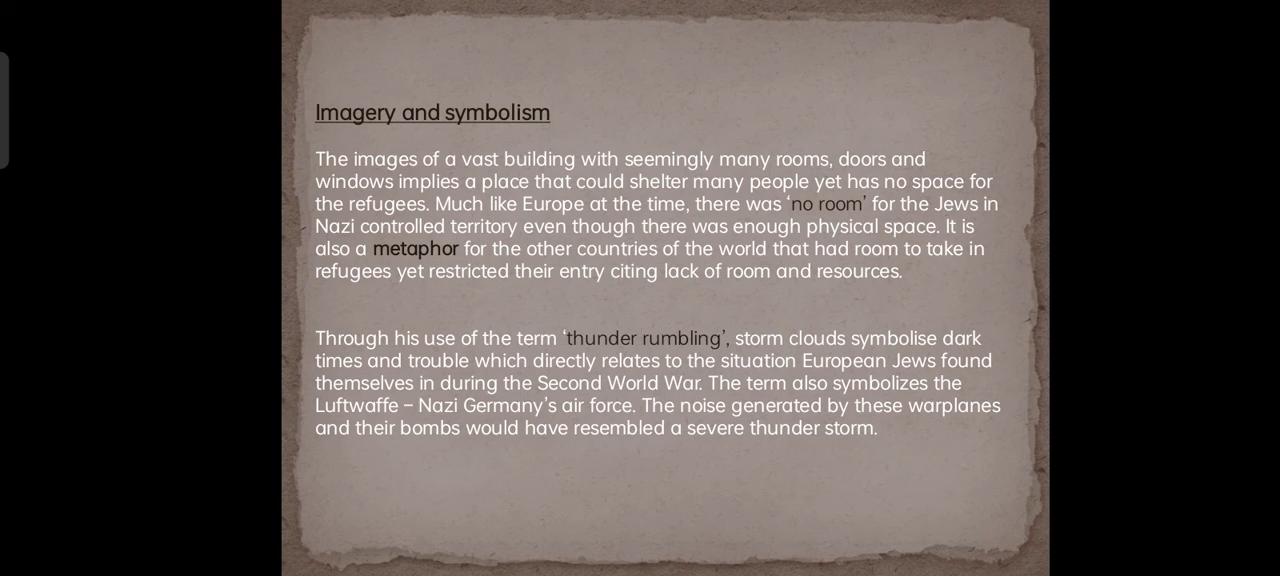 Imagery and symbolism
The images of a vast building with seemingly many rooms, doors and
windows implies a place that could shelter many people yet has no space for
the refugees. Much like Europe at the time, there was ‘no room’ for the Jews in
Nazi controlled territory even though there was enough physical space. It is
also a metaphor for the other countries of the world that had room to take in
refugees yet restricted their entry citing lack of room and resources.
Through his use of the term ‘thunder rumbling’, storm clouds symbolise dark
times and trouble which directly relates to the situation European Jews found
themselves in during the Second World War. The term also symbolizes the
Luftwaffe – Nazi Germany’s air force. The noise generated by these warplanes
and their bombs would have resembled a severe thunder storm.